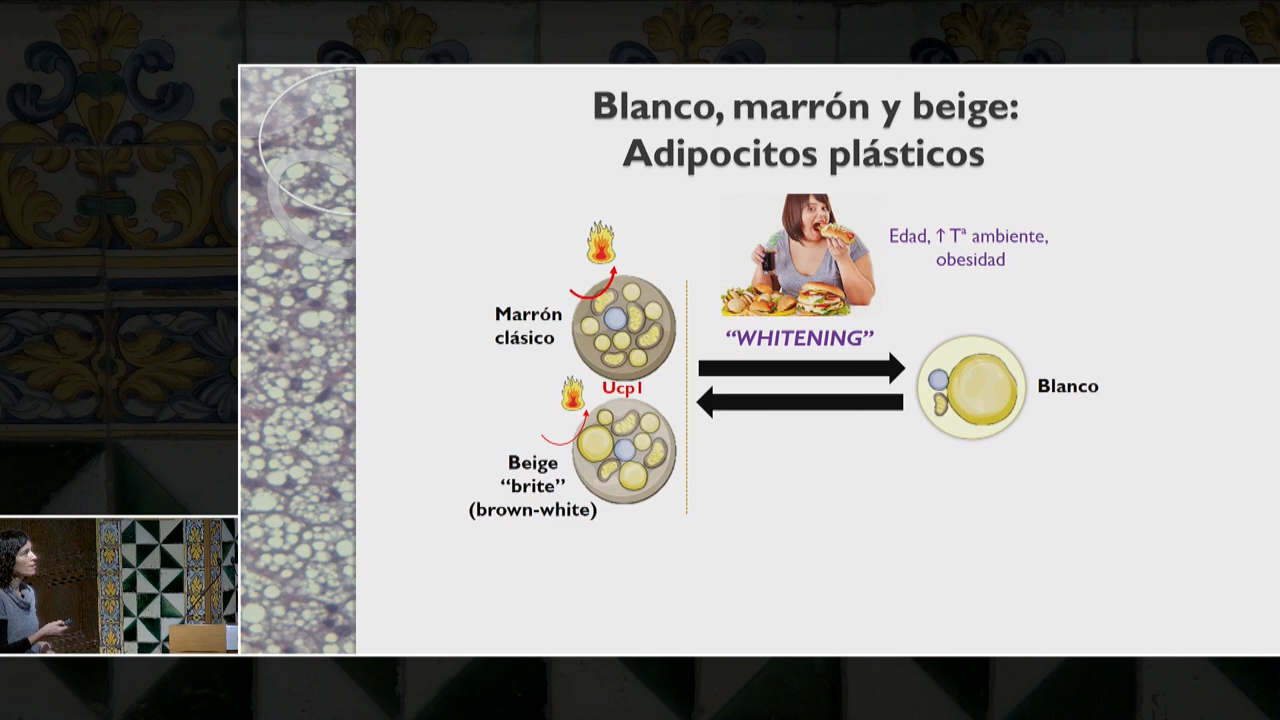 Blanco, marrón y beige:
Adipocitos plásticos
Edad, ↑ Tª ambiente,
obesidad
Marrón
clásico
"WHITENING"
Ucp1
Blanco
Beige
"brite"
(brown-white)